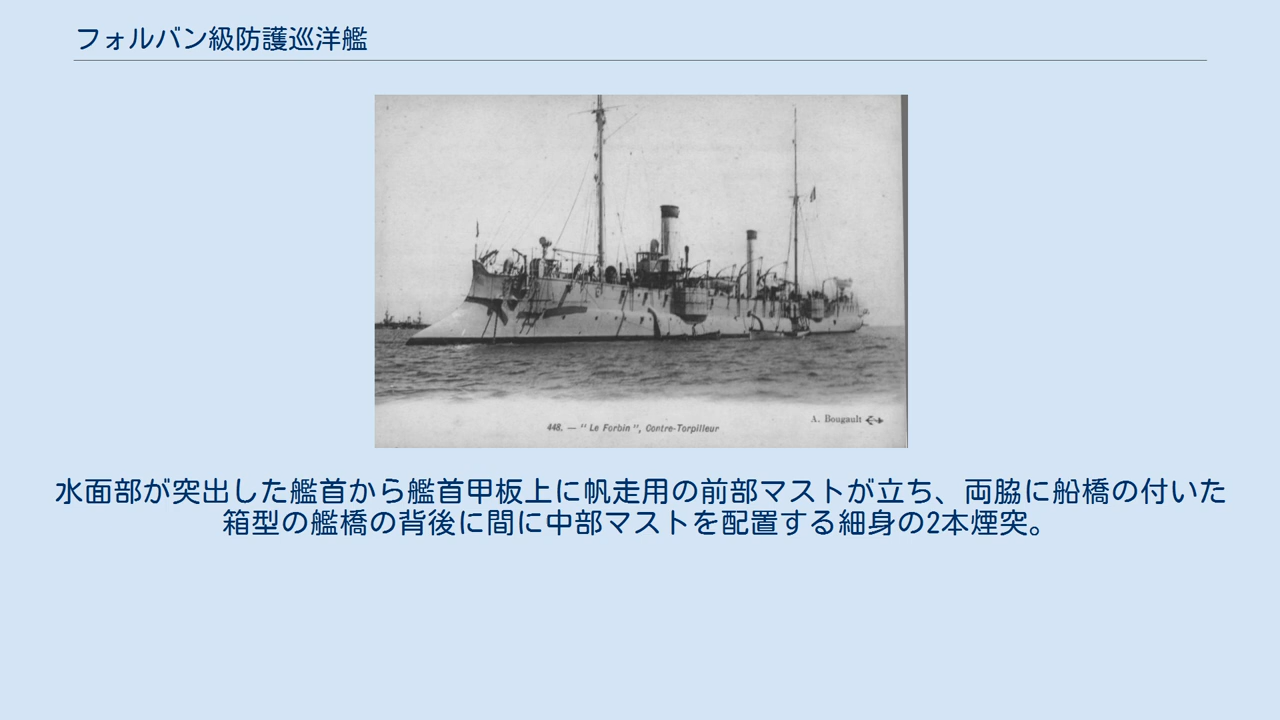 フォルバン級防護巡洋艦
448. — "Le Forbin", Contre-Torpilleur
A. Bougault
水面部が突出した艦首から艦首甲板上に帆走用の前部マストが立ち、両脇に船橋の付いた
箱型の艦橋の背後に間に中部マストを配置する細身の2本煙突。